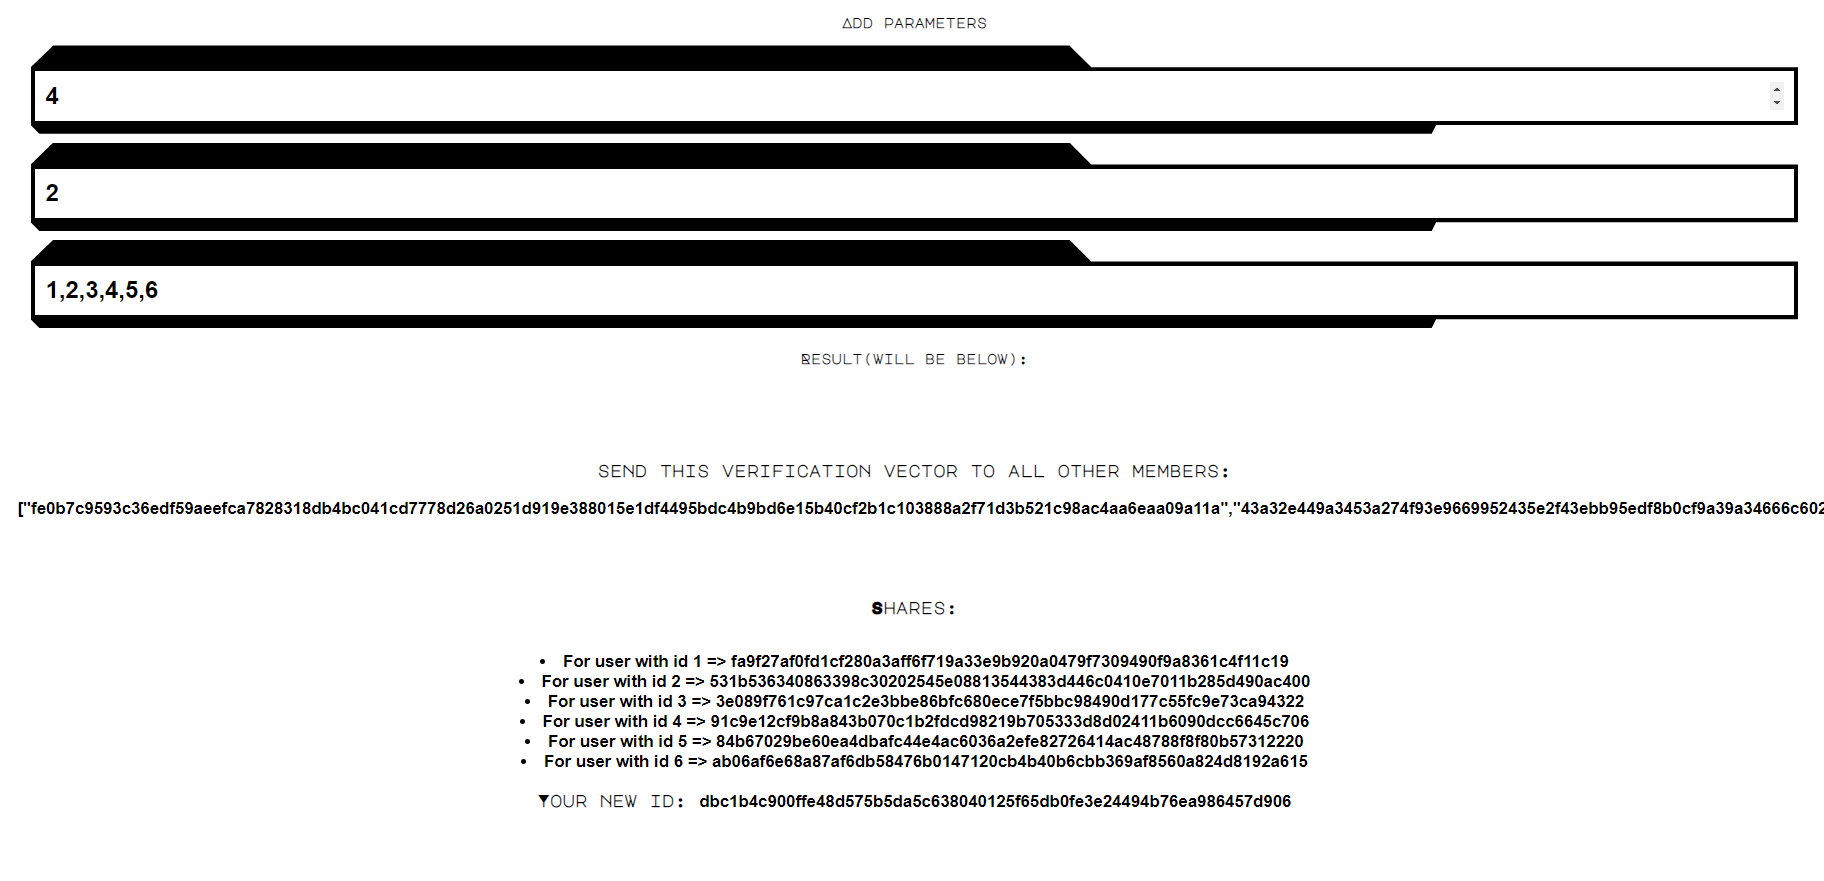 ADD PARAMETERS
4
2
1,2,3,4,5,6
RESULT(WILL BE BELOW):
SEND THIS VERIFICATION VECTOR TO ALL OTHER MEMBERS:
["fe0b7c9593c36edf59aeefca7828318db4bc041cd7778d26a0251d919e388015e1df4495bdc4b9bd6e15b40cf2b1c103888a2f71d3b521c98ac4aa6eaa09a11a","43a32e449a3453a274f93e9669952435e2f43ebb95edf8b0cf9a39a34666c602
SHARES:
• For user with id 1 => fa9f27af0fd1cf280a3aff6f719a33e9b920a0479f7309490f9a8361c4f11c19
• For user with id 2 => 531b536340863398c30202545e08813544383d446c0410e7011b285d490ac400
• For user with id 3 => 3e089f761c97ca1c2e3bbe86bfc680ece7f5bbc98490d177c55fc9e73ca94322
• For user with id 4 => 91c9e12cf9b8a843b070c1b2fdcd98219b705333d8d02411b6090dcc6645c706
• For user with id 5 => 84b67029be60ea4dbafc44e4ac6036a2efe82726414ac48788f8f80b57312220
• For user with id 6 => ab06af6e68a87af6db58476b0147120cb4b40b6cbb369af8560a824d8192a615
YOUR NEW ID: dbc1b4c900ffe48d575b5da5c638040125f65db0fe3e24494b76ea986457d906